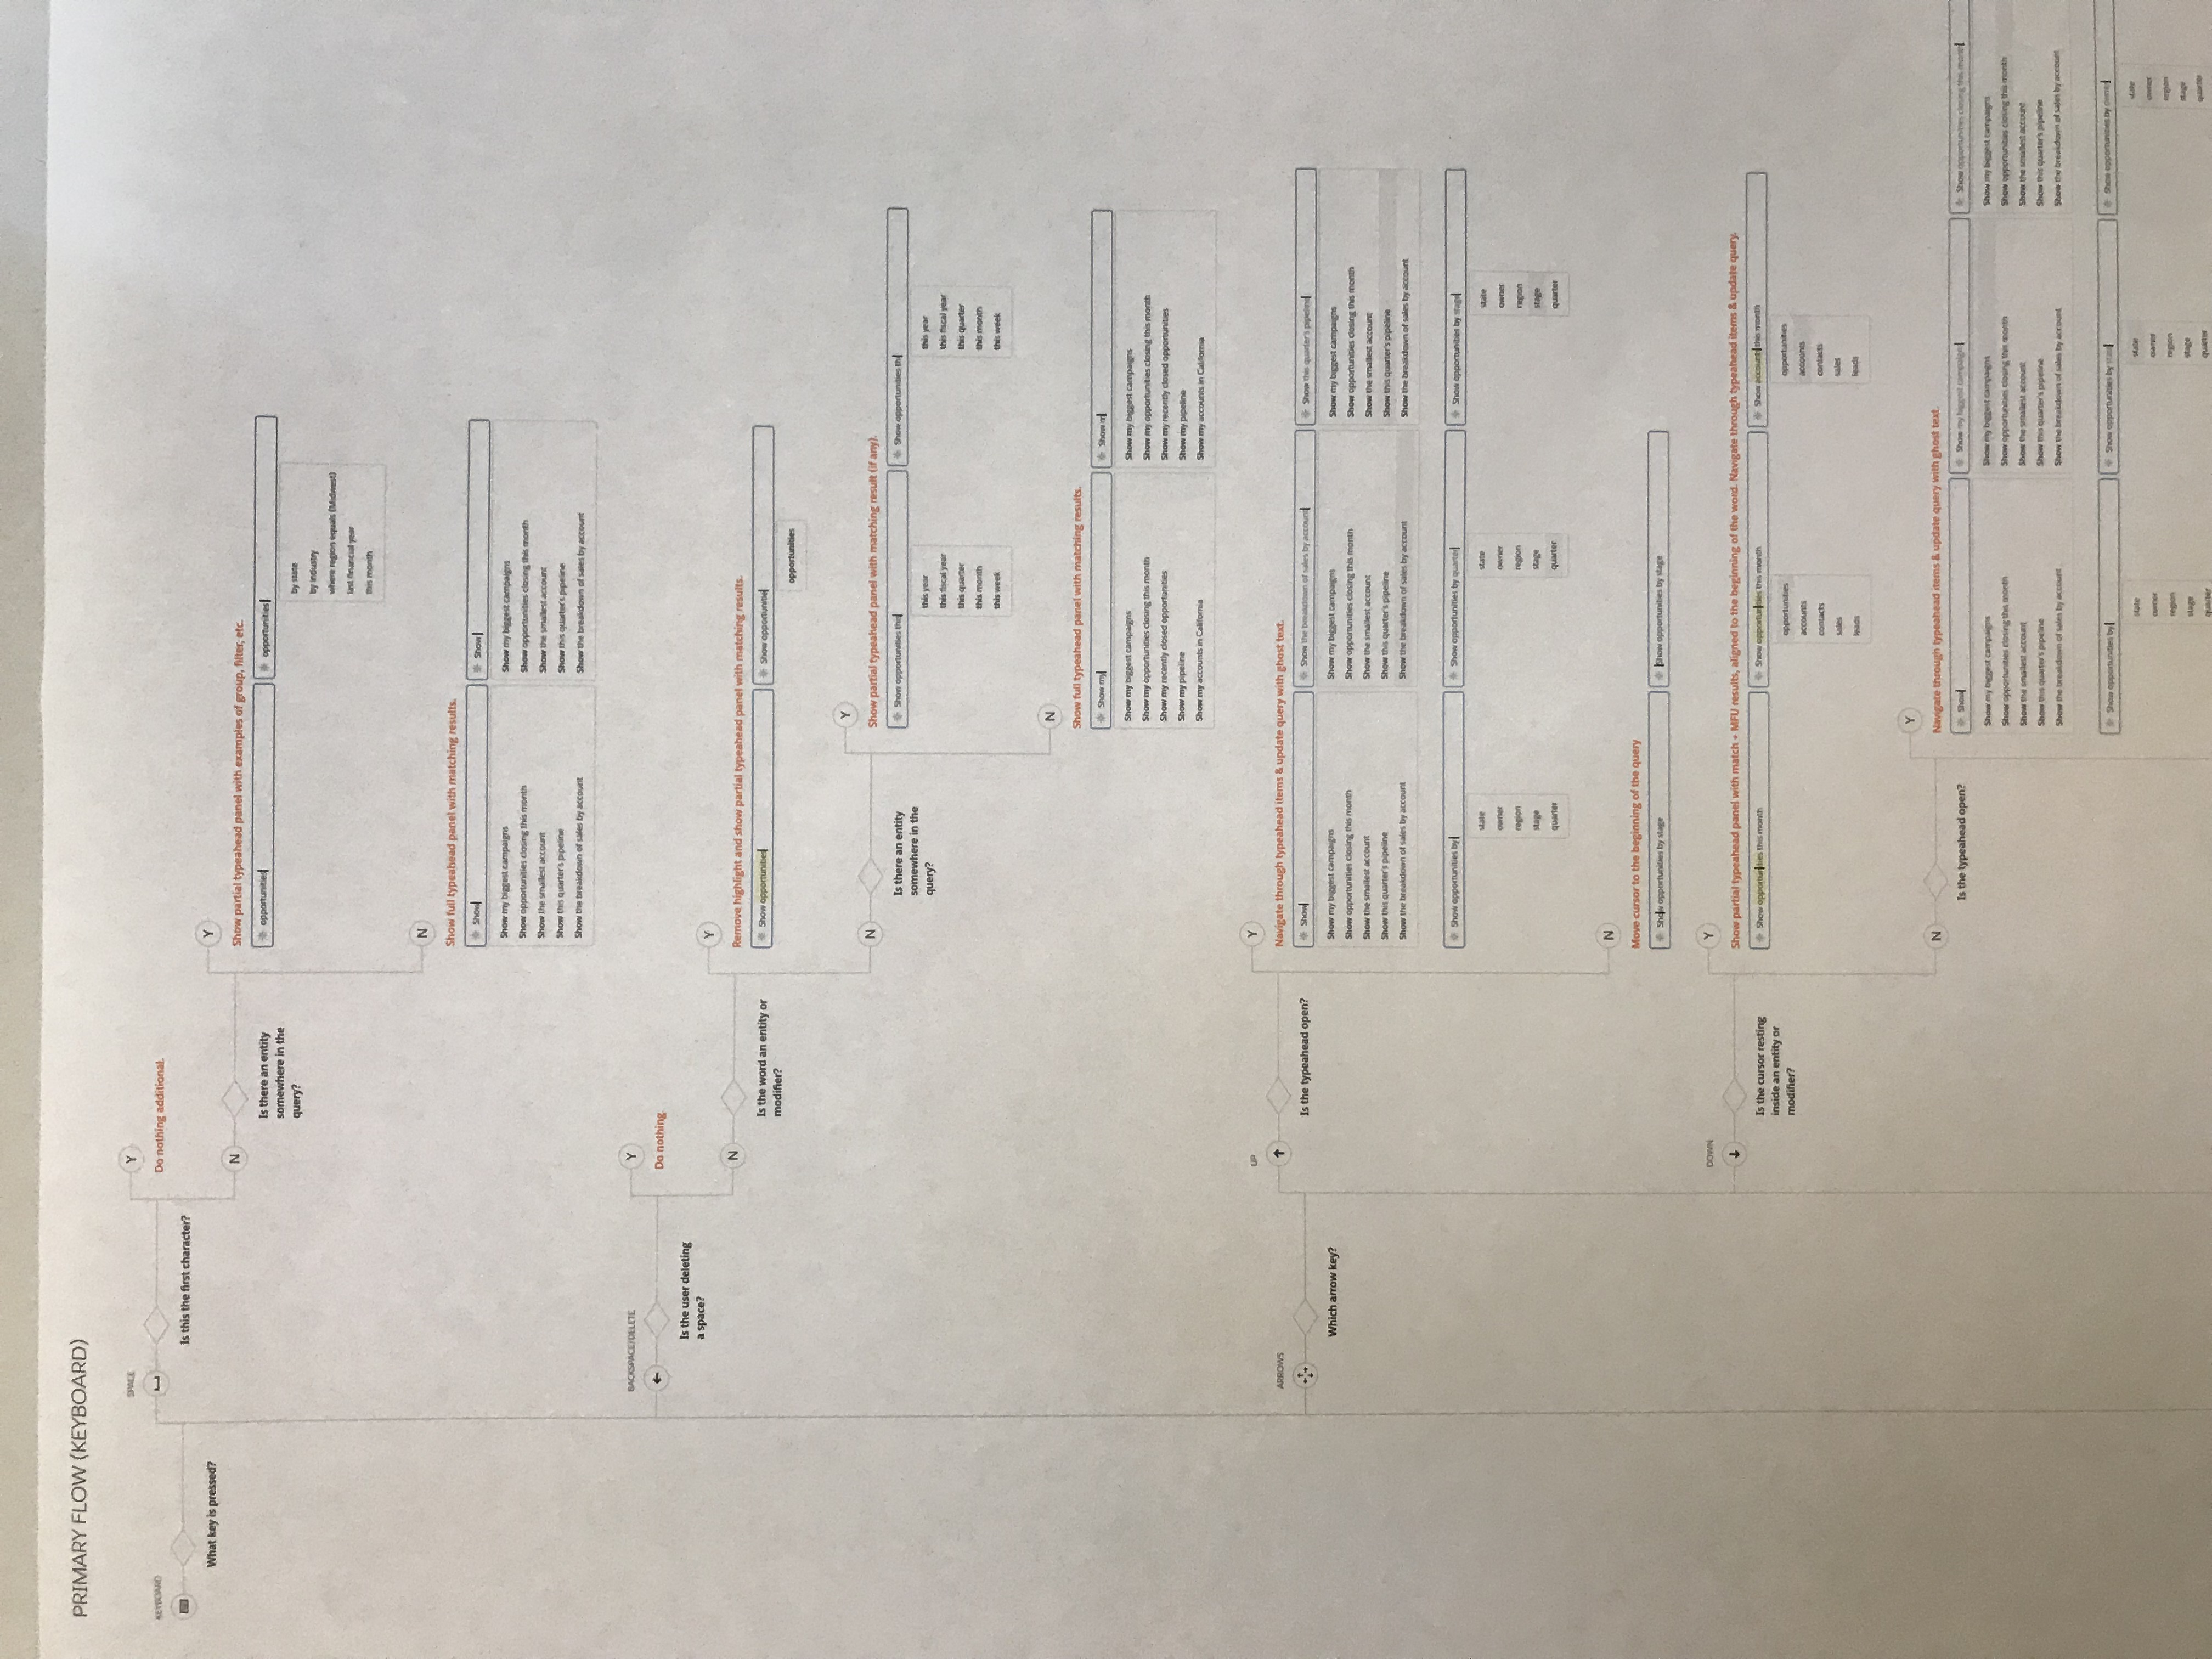 PRIMARY FLOW (KEYBOARD)
KEYBOARD
What key is pressed?
SPACE
Is this the first character?
Y
Do nothing additional.
N
Is there an entity
somewhere in the
query?
Y
Show partial typeahead panel with examples of group, filter, etc.
opportunities
opportunities
by state
by industry
where region equals (Midwest)
last financial year
this month
N
Show full typeahead panel with matching results.
Show
Show my biggest campaigns
Show opportunities closing this month
Show the smallest account
Show this quarter's pipeline
Show the breakdown of sales by account
Show
Show my biggest campaigns
Show opportunities closing this month
Show the smallest account
Show this quarter's pipeline
Show the breakdown of sales by account
BACKSPACE/DELETE
Is the user deleting
a space?
Y
Do nothing.
N
Is the word an entity or
modifier?
Y
Remove highlight and show partial typeahead panel with matching results.
Show opportunities
Show opportunitie
opportunities
N
Is there an entity
somewhere in the
query?
Y
Show partial typeahead panel with matching result (if any).
Show opportunities this
this year
this fiscal year
this quarter
this month
this week
Show opportunities th
this year
this fiscal year
this quarter
this month
this week
N
Show full typeahead panel with matching results.
Show my
Show my biggest campaigns
Show my opportunities closing this month
Show my recently closed opportunities
Show my pipeline
Show my accounts in California
Show m
Show my biggest campaigns
Show my opportunities closing this month
Show my recently closed opportunities
Show my pipeline
Show my accounts in California
ARROWS
Which arrow key?
UP
Is the typeahead open?
Y
Navigate through typeahead items & update query with ghost text.
Show
Show my biggest campaigns
Show opportunities closing this month
Show the smallest account
Show this quarter's pipeline
Show the breakdown of sales by account
Show the breakdown of sales by account
Show my biggest campaigns
Show opportunities closing this month
Show the smallest account
Show this quarter's pipeline
Show the breakdown of sales by account
Show this quarter's pipeline
Show my biggest campaigns
Show opportunities closing this month
Show the smallest account
Show this quarter's pipeline
Show the breakdown of sales by account
Show opportunities by
state
owner
region
stage
quarter
Show opportunities by quarter
state
owner
region
stage
quarter
Show opportunities by stage
state
owner
region
stage
quarter
N
Move cursor to the beginning of the query
Show opportunities by stage
Show opportunities by stage
DOWN
Is the cursor resting
inside an entity or
modifier?
Y
Show partial typeahead panel with match + MFU results, aligned to the beginning of the word. Navigate through typeahead items & update query.
Show opportunities this month
Show opportunities this month
opportunities
accounts
contacts
sales
leads
Show accounts this month
opportunities
accounts
contacts
sales
leads
N
Is the typeahead open?
Y
Navigate through typeahead items & update query with ghost text.
Show
Show my biggest campaigns
Show opportunities closing this month
Show the smallest account
Show this quarter's pipeline
Show the breakdown of sales by account
Show my biggest campaigns
Show my biggest campaigns
Show opportunities closing this month
Show the smallest account
Show this quarter's pipeline
Show the breakdown of sales by account
Show opportunities closing this month
Show my biggest campaigns
Show opportunities closing this month
Show the smallest account
Show this quarter's pipeline
Show the breakdown of sales by account
Show opportunities by
state
owner
region
stage
quarter
Show opportunities by state
state
owner
region
stage
quarter
Show opportunities by owner
state
owner
region
stage
quarter